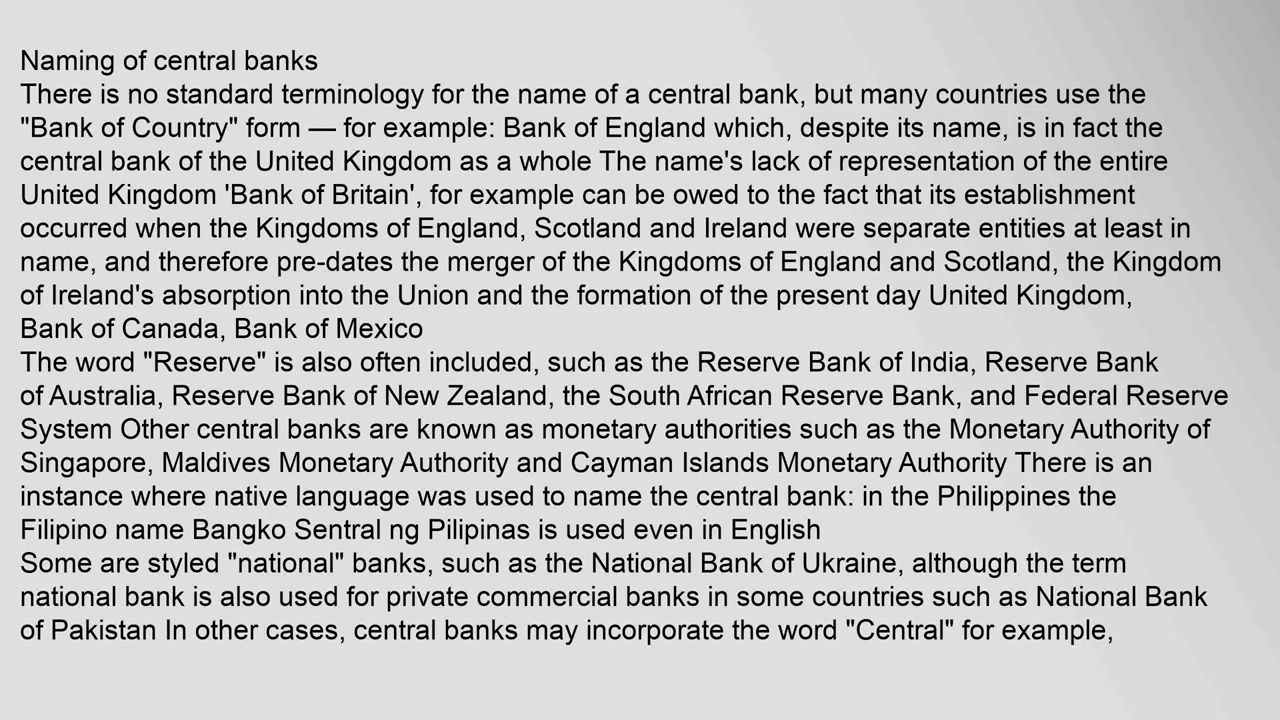 Naming of central banks
There is no standard terminology for the name of a central bank, but many countries use the
"Bank of Country" form — for example: Bank of England which, despite its name, is in fact the
central bank of the United Kingdom as a whole The name's lack of representation of the entire
United Kingdom 'Bank of Britain', for example can be owed to the fact that its establishment
occurred when the Kingdoms of England, Scotland and Ireland were separate entities at least in
name, and therefore pre-dates the merger of the Kingdoms of England and Scotland, the Kingdom
of Ireland's absorption into the Union and the formation of the present day United Kingdom,
Bank of Canada, Bank of Mexico
The word "Reserve" is also often included, such as the Reserve Bank of India, Reserve Bank
of Australia, Reserve Bank of New Zealand, the South African Reserve Bank, and Federal Reserve
System Other central banks are known as monetary authorities such as the Monetary Authority of
Singapore, Maldives Monetary Authority and Cayman Islands Monetary Authority There is an
instance where native language was used to name the central bank: in the Philippines the
Filipino name Bangko Sentral ng Pilipinas is used even in English
Some are styled "national" banks, such as the National Bank of Ukraine, although the term
national bank is also used for private commercial banks in some countries such as National Bank
of Pakistan In other cases, central banks may incorporate the word "Central" for example,